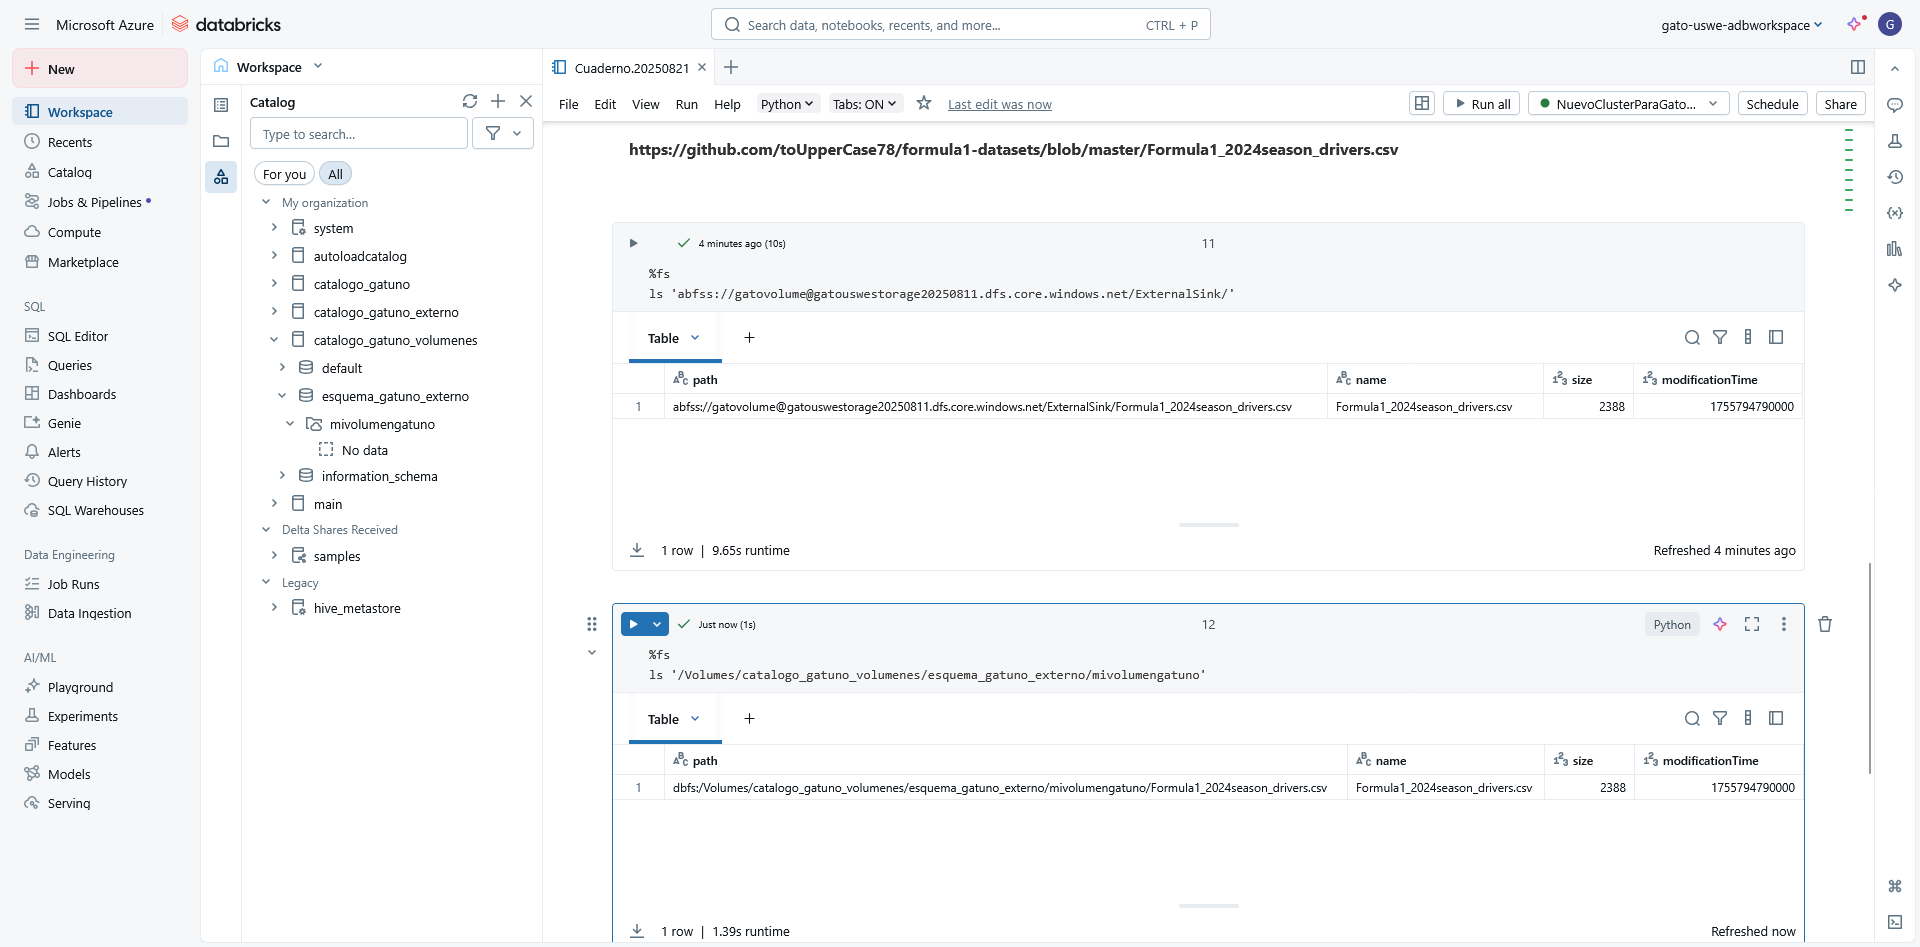 Microsoft Azure
databricks
Search data, notebooks, recents, and more...
CTRL + P
gato-uswe-adbworkspace
G
New
Workspace
Recents
Catalog
Jobs & Pipelines
Compute
Marketplace
SQL
SQL Editor
Queries
Dashboards
Genie
Alerts
Query History
SQL Warehouses
Data Engineering
Job Runs
Data Ingestion
AI/ML
Playground
Experiments
Features
Models
Serving
Workspace
Catalog
Type to search...
For you
All
My organization
system
autoloadcatalog
catalogo_gatuno
catalogo_gatuno_externo
catalogo_gatuno_volumenes
default
esquema_gatuno_externo
mivolumengatuno
No data
information_schema
main
Delta Shares Received
samples
Legacy
hive_metastore
Cuaderno.20250821
File Edit View Run Help Python Tabs: ON Last edit was now
Run all
NuevoClusterParaGato...
Schedule
Share
https://github.com/toUpperCase78/formula1-datasets/blob/master/Formula1_2024season_drivers.csv
4 minutes ago (10s)
11
%fs
ls 'abfss://gatovolume@gatouswestorage20250811.dfs.core.windows.net/ExternalSink/'
Table
path name size modificationTime
1 abfss://gatovolume@gatouswestorage20250811.dfs.core.windows.net/ExternalSink/Formula1_2024season_drivers.csv Formula1_2024season_drivers.csv 2388 1755794790000
1 row | 9.65s runtime
Refreshed 4 minutes ago
Just now (1s)
12
Python
%fs
ls '/Volumes/catalogo_gatuno_volumenes/esquema_gatuno_externo/mivolumengatuno'
Table
path name size modificationTime
1 dbfs:/Volumes/catalogo_gatuno_volumenes/esquema_gatuno_externo/mivolumengatuno/Formula1_2024season_drivers.csv Formula1_2024season_drivers.csv 2388 1755794790000
1 row | 1.39s runtime
Refreshed now